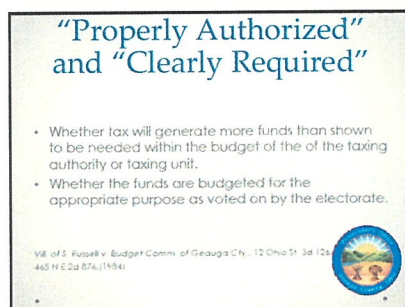 “Properly Authorized”
and “Clearly Required”
• Whether tax will generate more funds than shown
to be needed within the budget of the of the taxing
authority or taxing unit.
• Whether the funds are budgeted for the
appropriate purpose as voted on by the electorate.
Vill. of S. Russell v. Budget Comm. of Geauga Cty., 12 Ohio St. 3d 126
465 N.E.2d 876,(1984)